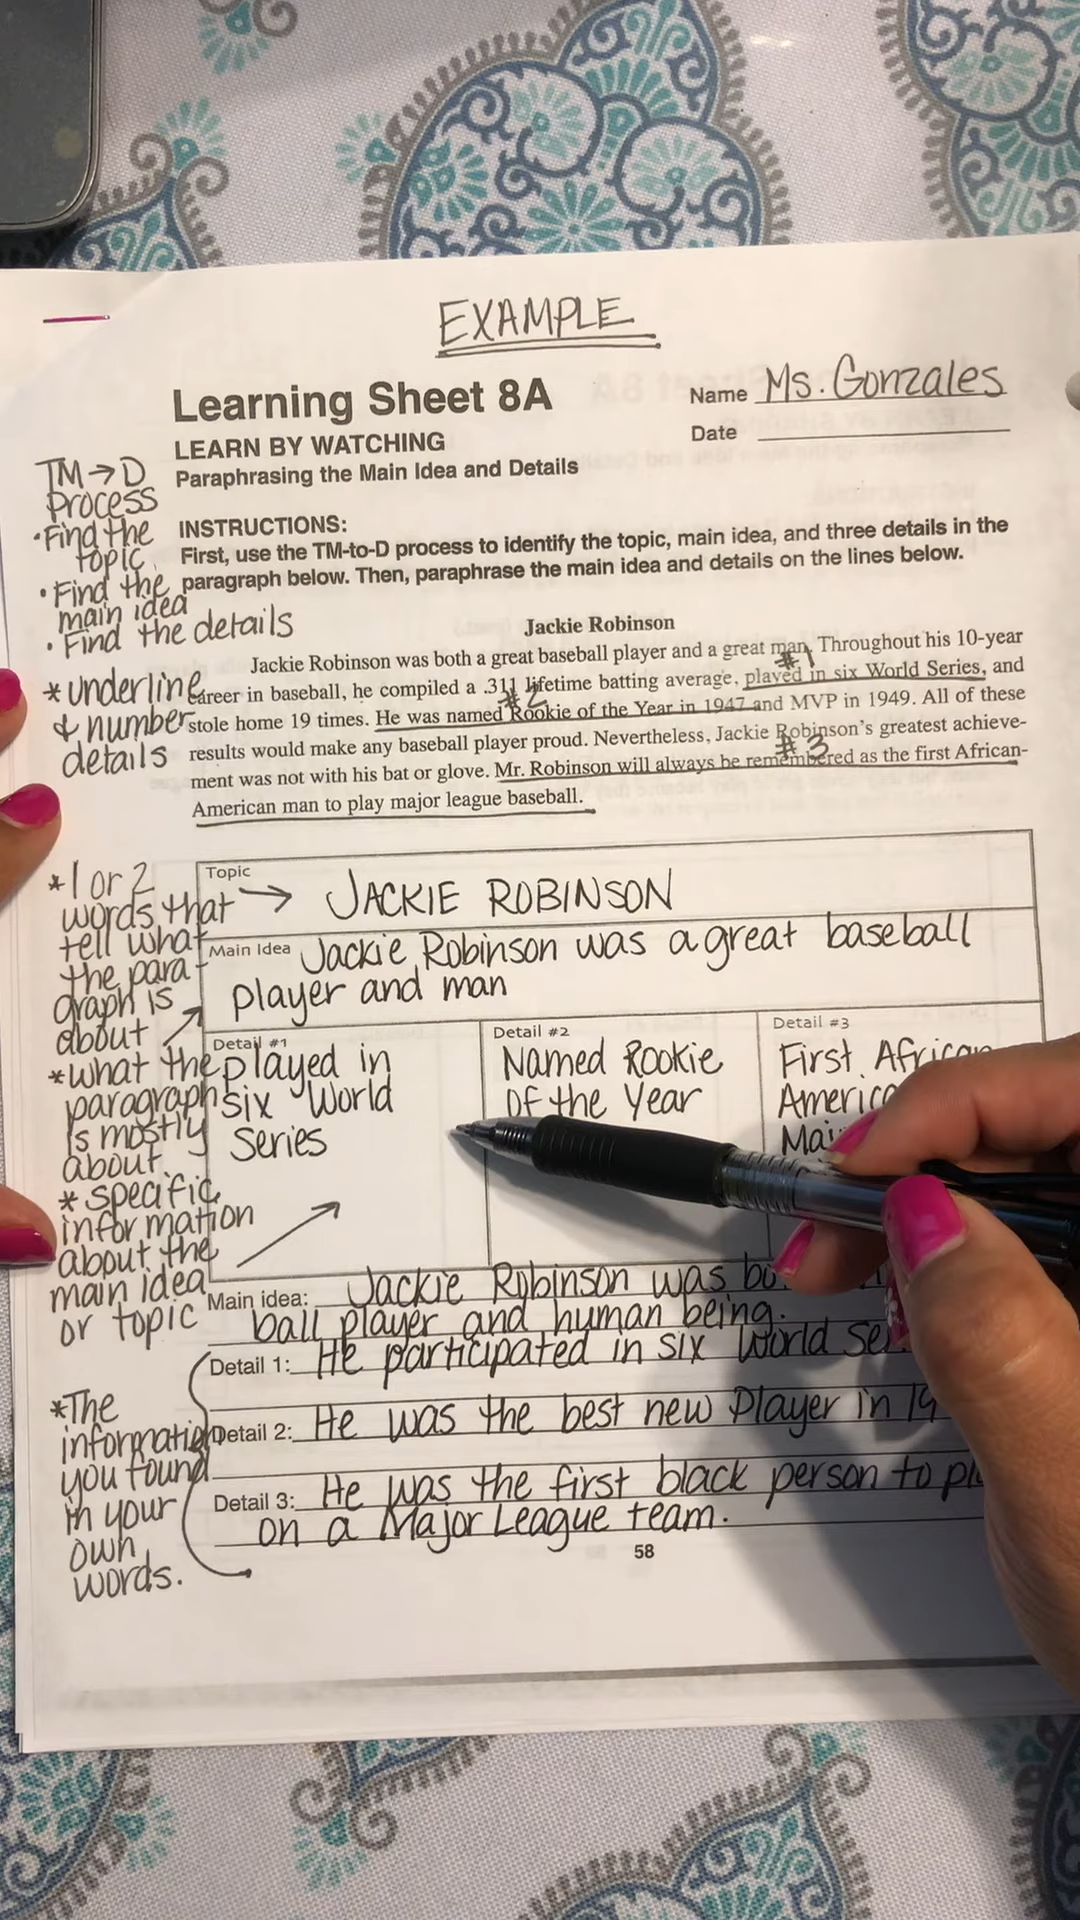 EXAMPLE
Learning Sheet 8A
Name Ms. Gonzales
LEARN BY WATCHING
Date
Paraphrasing the Main Idea and Details
TM → D
process
• Find the
topic
• Find the
main idea
• Find the details
INSTRUCTIONS:
First, use the TM-to-D process to identify the topic, main idea, and three details in the
paragraph below. Then, paraphrase the main idea and details on the lines below.
* underline
& number
details
Jackie Robinson
Jackie Robinson was both a great baseball player and a great man. Throughout his 10-year
#1
career in baseball, he compiled a .311 lifetime batting average, played in six World Series, and
#2
stole home 19 times. He was named Rookie of the Year in 1947 and MVP in 1949. All of these
results would make any baseball player proud. Nevertheless, Jackie Robinson's greatest achieve-
#3
ment was not with his bat or glove. Mr. Robinson will always be remembered as the first African-
American man to play major league baseball.
* 1 or 2
words that
tell what
the para-
graph is
about
Topic → JACKIE ROBINSON
Main Idea Jackie Robinson was a great baseball
player and man
* what the
paragraph
is mostly
about.
* specific
information
about the
main idea
or topic
Detail #1
played in
six World
Series
Detail #2
Named Rookie
Of the Year
Detail #3
First African
Main idea: Jackie Robinson was
ball player and human being.
* The
information
you found
in your
own
words.
Detail 1: He participated in six World
Detail 2: He was the best new Player in
Detail 3: He was the first black person to
on a Major League team.
58